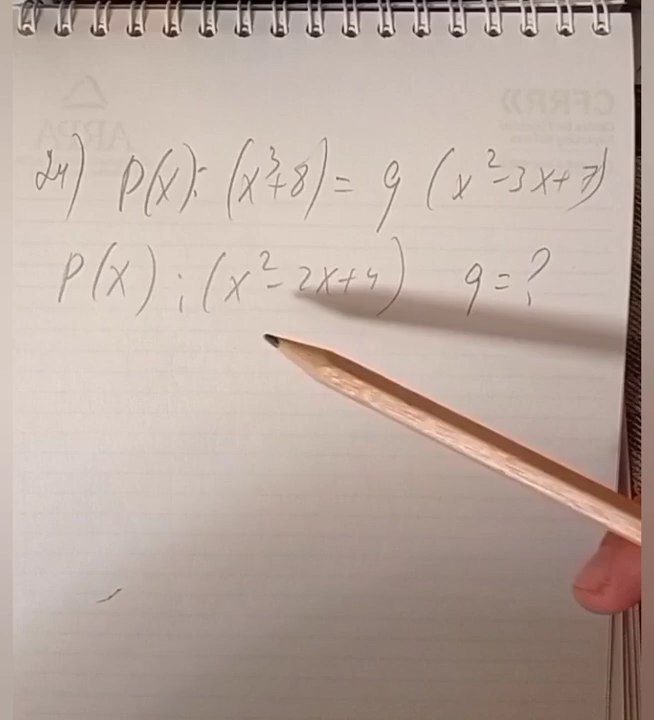 24) P(x): (x³+8) = q (x²-3x+7)
P(x) : (x²-2x+4) q=?